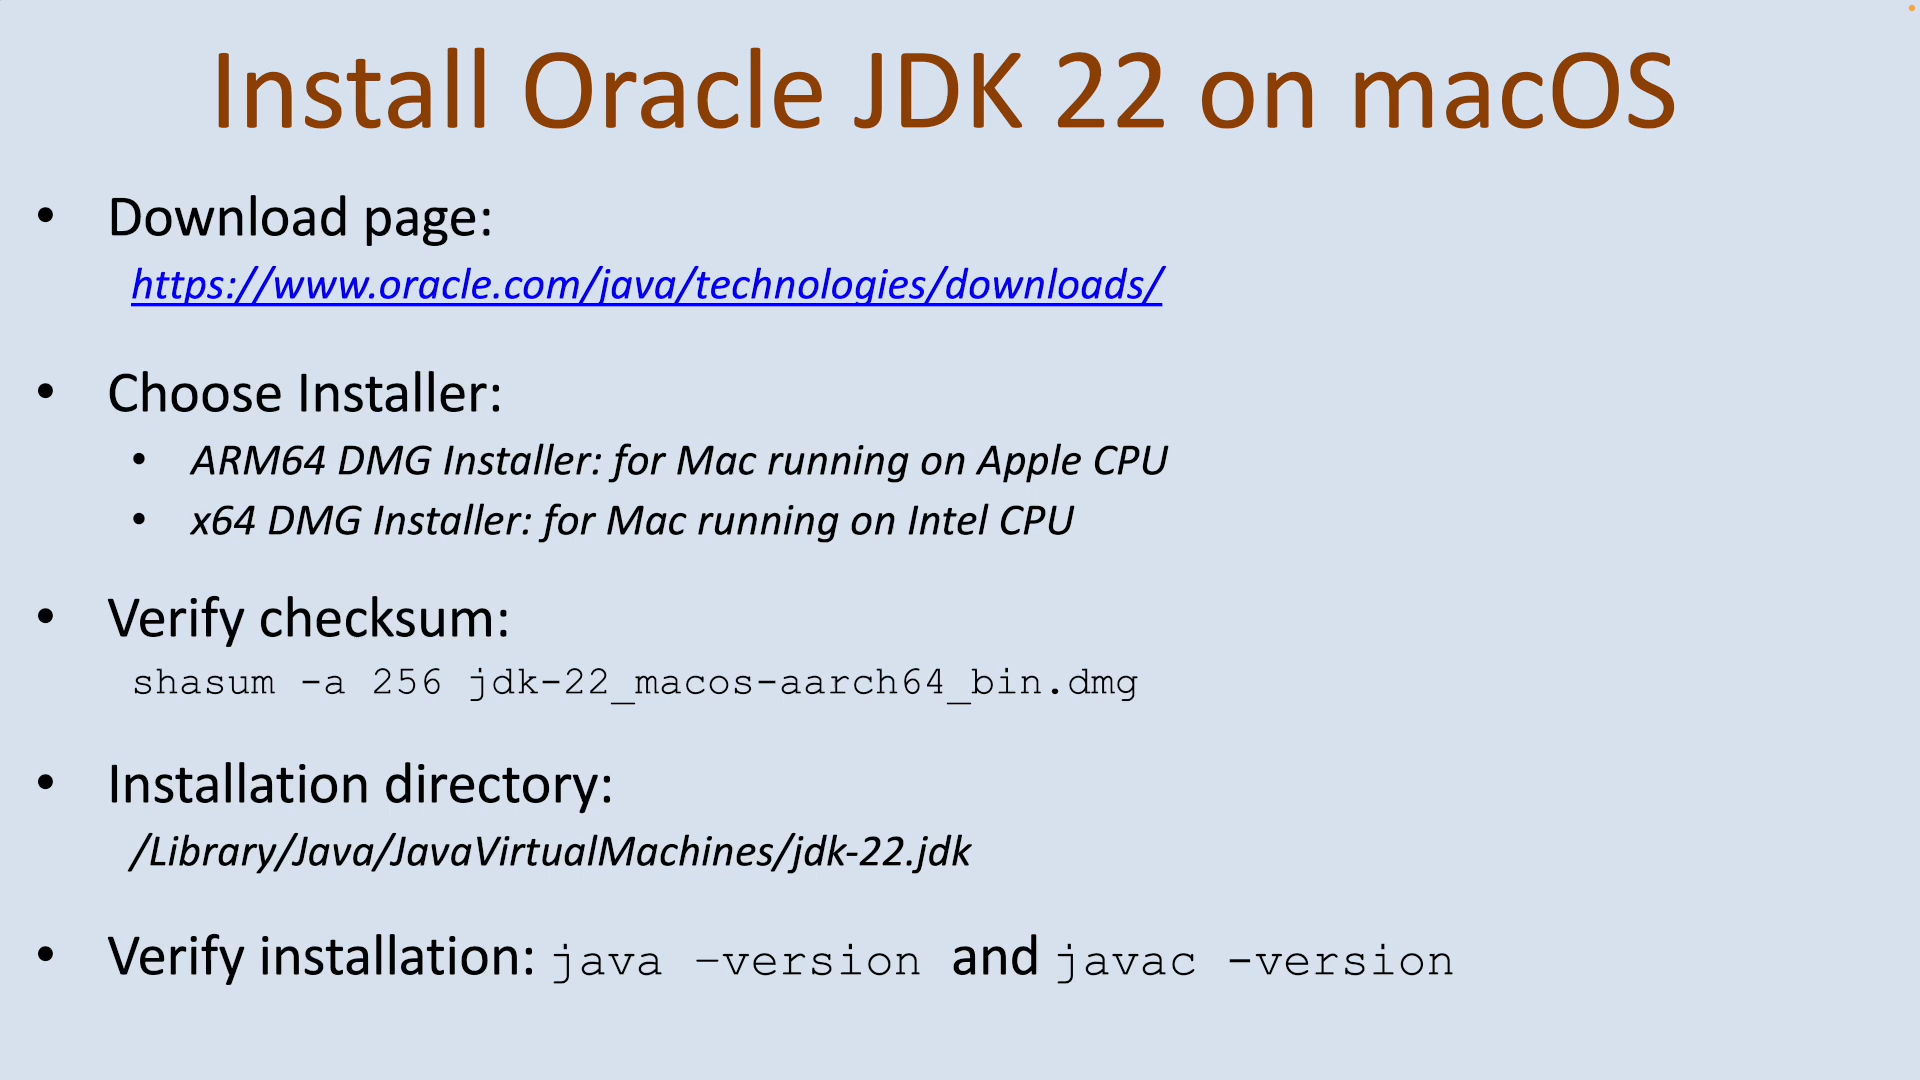 Install Oracle JDK 22 on macOS
• Download page:
https://www.oracle.com/java/technologies/downloads/
• Choose Installer:
• ARM64 DMG Installer: for Mac running on Apple CPU
• x64 DMG Installer: for Mac running on Intel CPU
• Verify checksum:
shasum -a 256 jdk-22_macos-aarch64_bin.dmg
• Installation directory:
/Library/Java/JavaVirtualMachines/jdk-22.jdk
• Verify installation: java –version and javac -version